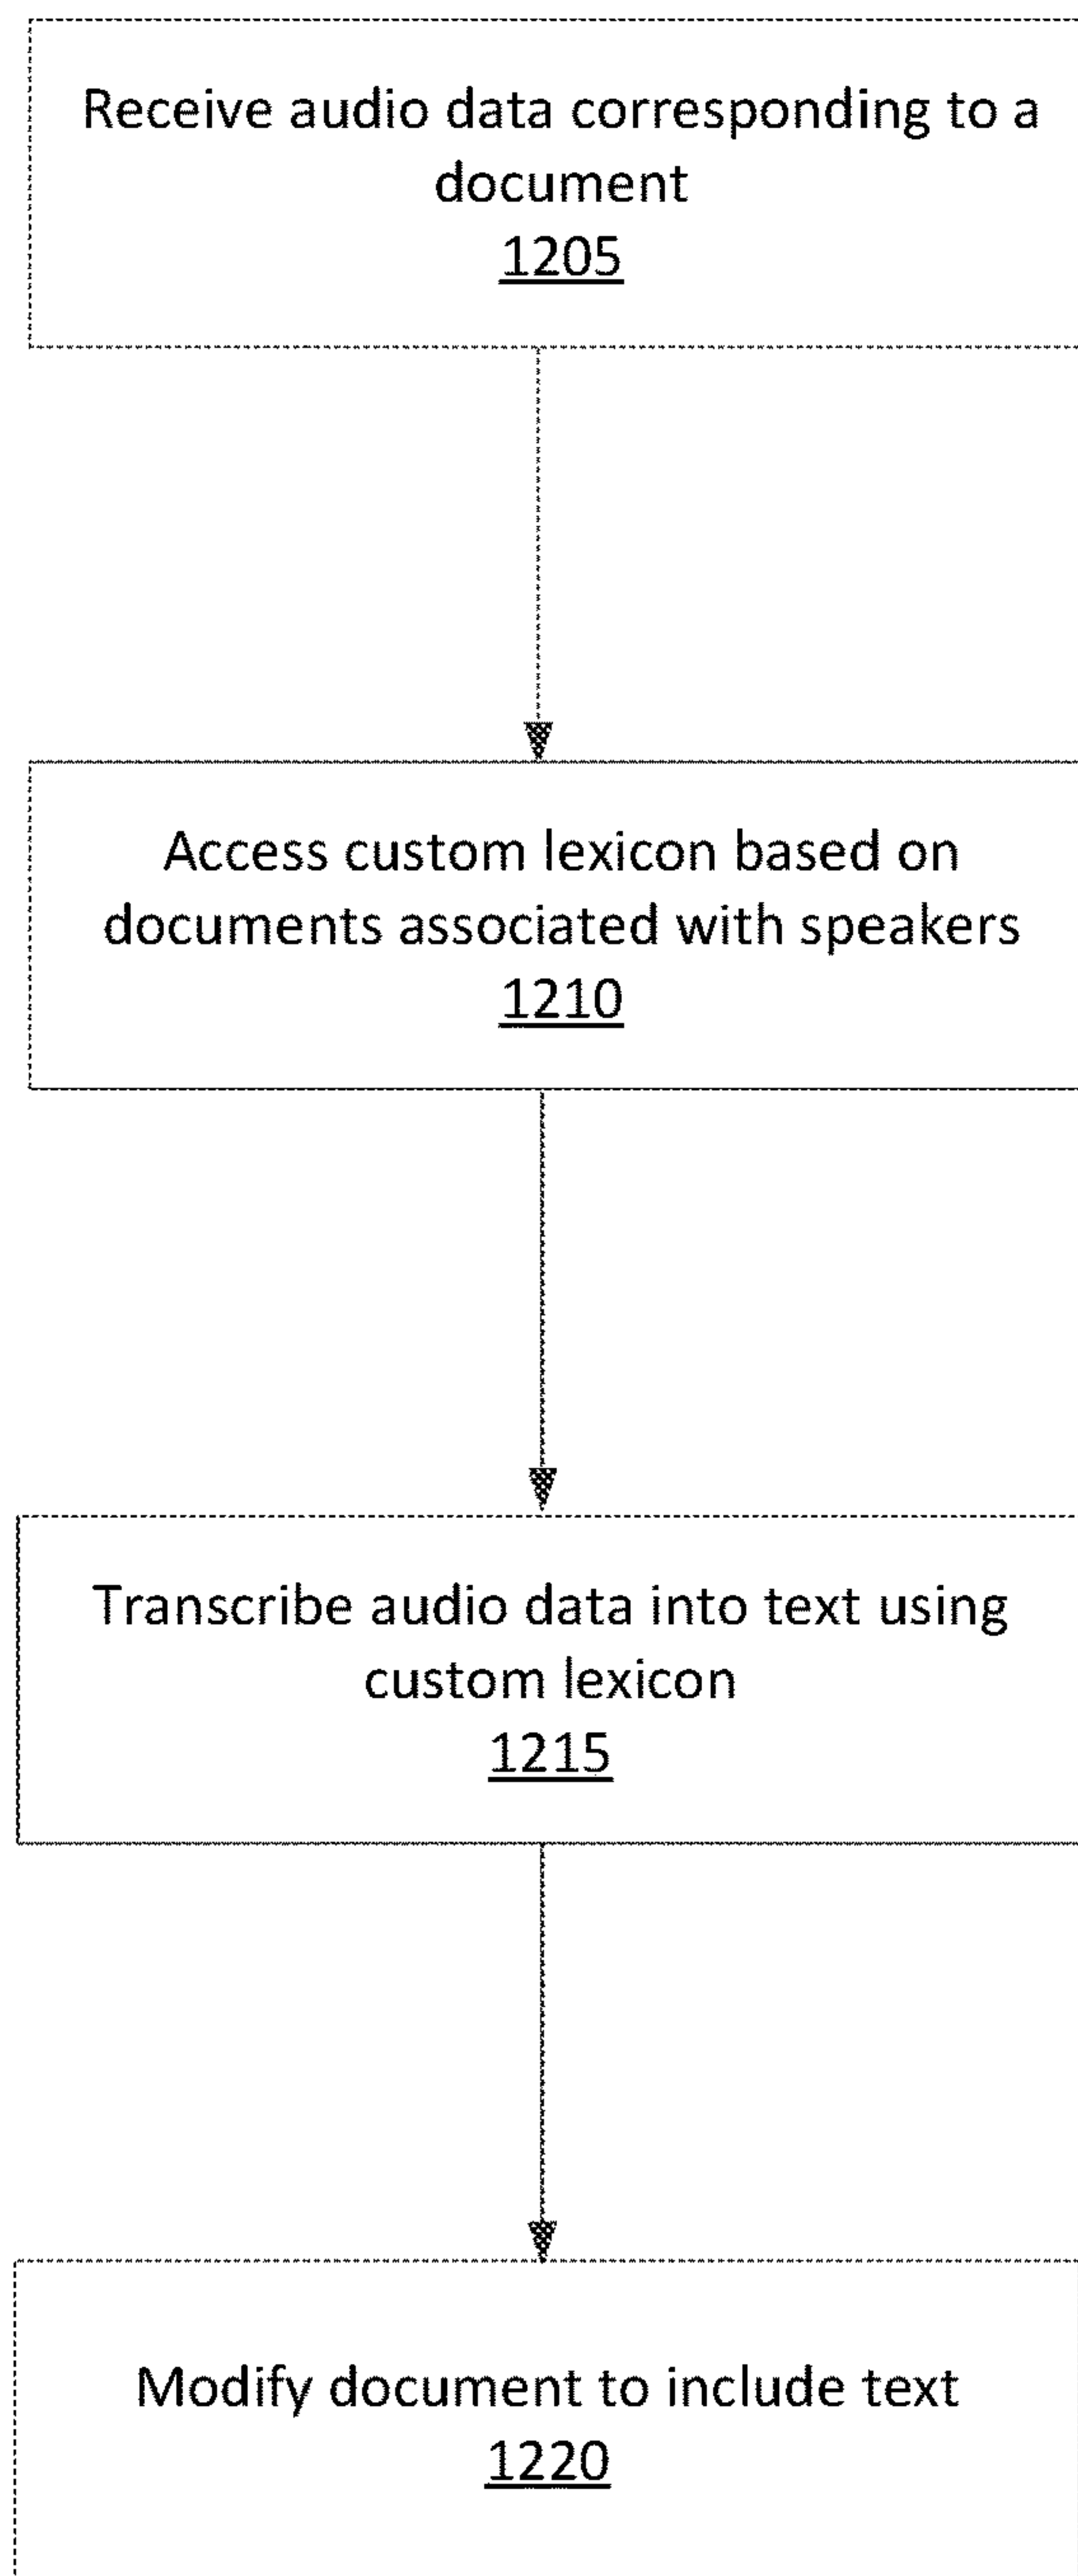 Receive audio data corresponding to a
document
1205
Access custom lexicon based on
documents associated with speakers
1210
Transcribe audio data into text using
custom lexicon
1215
Modify document to include text
1220